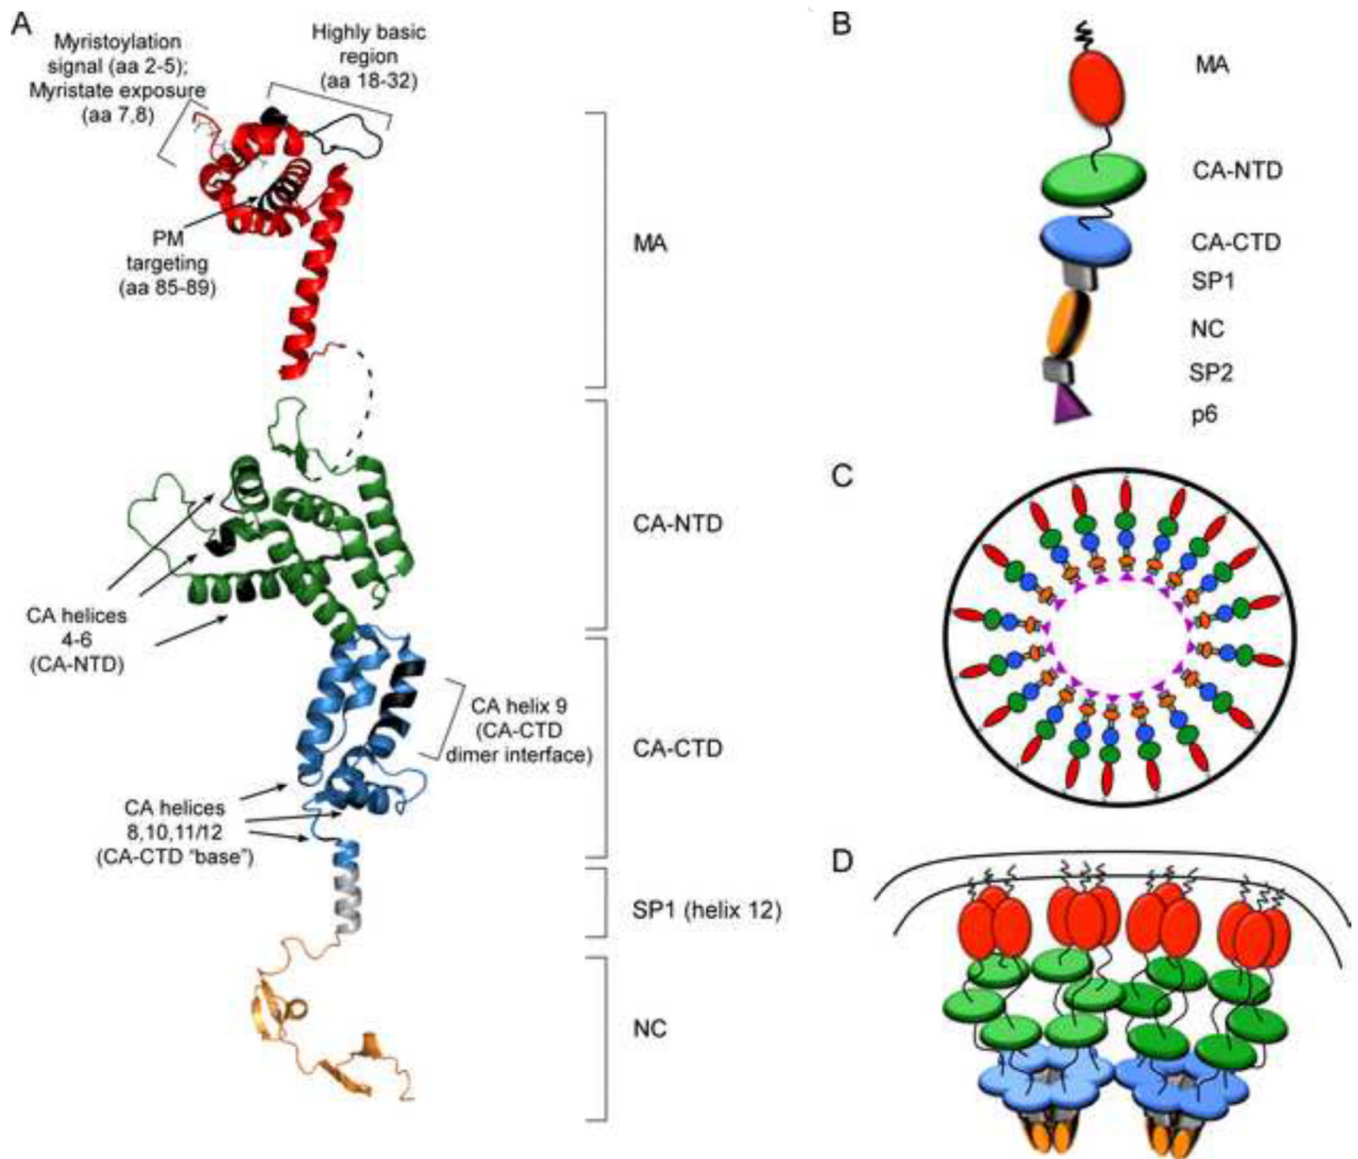 A
Myristoylation
signal (aa 2-5);
Myristate exposure
(aa 7,8)
Highly basic
region
(aa 18-32)
PM
targeting
(aa 85-89)
MA
CA-NTD
CA helices
4-6
(CA-NTD)
CA helix 9
(CA-CTD
dimer interface)
CA-CTD
CA helices
8,10,11/12
(CA-CTD “base”)
SP1 (helix 12)
NC
B
MA
CA-NTD
CA-CTD
SP1
NC
SP2
p6
C
D